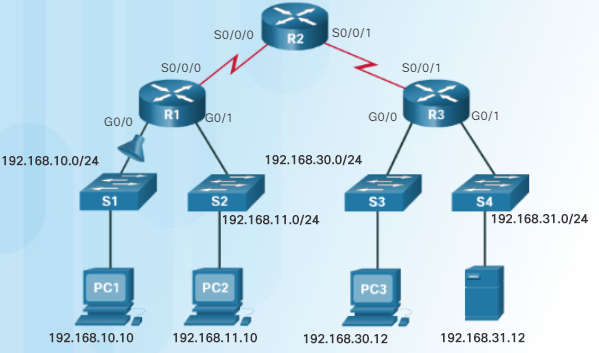 R2
S0/0/0
S0/0/1
S0/0/0
S0/0/1
R1
R3
G0/0
G0/1
G0/0
G0/1
192.168.10.0/24
192.168.30.0/24
S1
S2
S3
S4
192.168.11.0/24
192.168.31.0/24
PC1
PC2
PC3
192.168.10.10
192.168.11.10
192.168.30.12
192.168.31.12